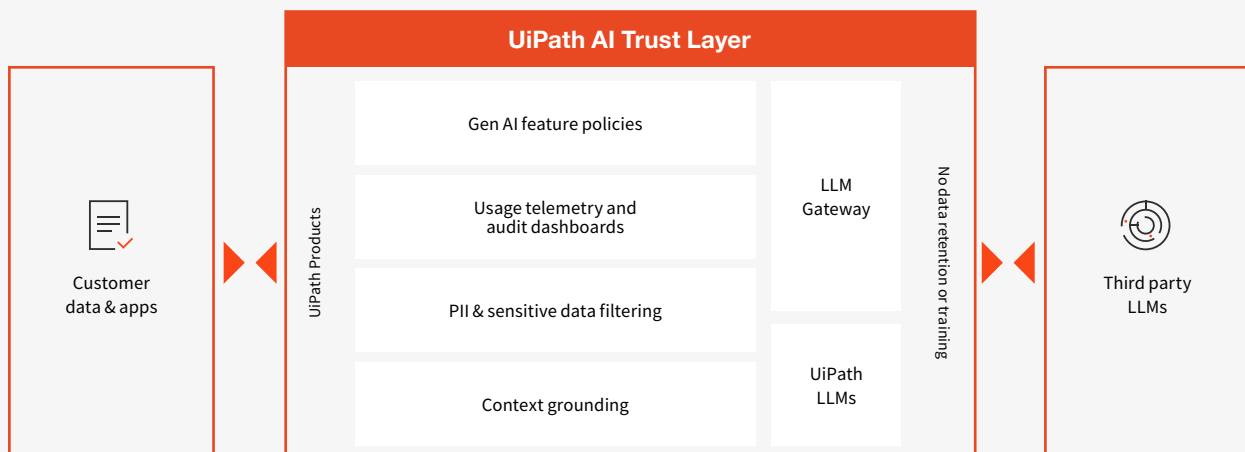 UiPath AI Trust Layer
Customer
data & apps
UiPath Products
Gen AI feature policies
Usage telemetry and
audit dashboards
PII & sensitive data filtering
Context grounding
LLM
Gateway
UiPath
LLMs
No data retention or training
Third party
LLMs